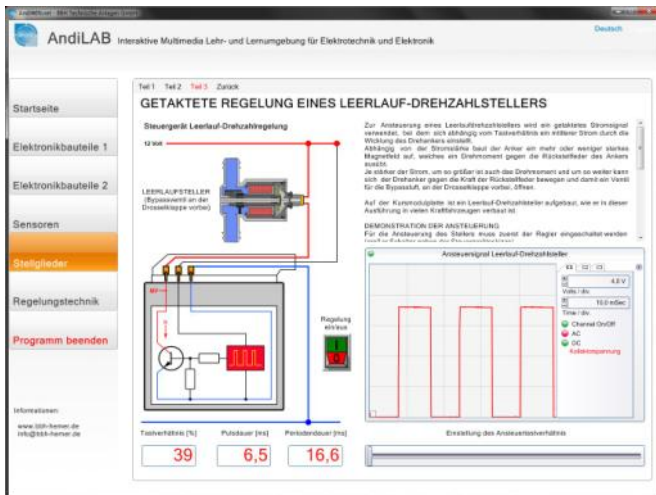 AndiLAB Interaktive Multimedia Lehr- und Lernumgebung für Elektrotechnik und Elektronik
Deutsch
Startseite
Elektronikbauteile 1
Elektronikbauteile 2
Sensoren
Stellglieder
Regelungstechnik
Programm beenden
Informationen:
www.bbh-hemer.de
info@bbh-hemer.de
Teil 1 Teil 2 Teil 3 Zurück
GETAKTETE REGELUNG EINES LEERLAUF-DREHZAHLSTELLERS
Steuergerät Leerlauf-Drehzahlregelung
12 Volt
LEERLAUFSTELLER
(Bypassventil an der
Drosselklappe vorbei)
Regelung
ein/aus
Tastverhältnis [%]
Pulsdauer [ms]
Periodendauer [ms]
39
6,5
16,6
Zur Ansteuerung eines Leerlaufdrehzahlstellers wird ein getaktetes Stromsignal
verwendet, bei dem sich abhängig vom Tastverhältnis ein mittlerer Strom durch die
Wicklung des Drehankers einstellt.
Abhängig von der Stromstärke baut der Anker ein mehr oder weniger starkes
Magnetfeld auf, welches ein Drehmoment gegen die Rückstellfeder des Ankers
ausübt.
Je stärker der Strom, um so größer ist auch das Drehmoment und um so weiter kann
sich der Drehanker gegen die Kraft der Rückstellfeder bewegen und damit ein Ventil
für die Bypassluft, an der Drosselklappe vorbei, öffnen.
Auf der Kursmodulplatte ist ein Leerlauf-Drehzahlsteller aufgebaut, wie er in dieser
Ausführung in vielen Kraftfahrzeugen verbaut ist.
DEMONSTRATION DER ANSTEUERUNG
Für die Ansteuerung des Stellers muss zuerst der Regler eingeschaltet werden
Ansteuersignal Leerlauf-Drehzahlsteller
4,0 V
Volts / div.
10,0 mSec
Time / div.
Channel On/Off
AC
DC
Kollektorspannung
Einstellung des Ansteuertastverhältnis